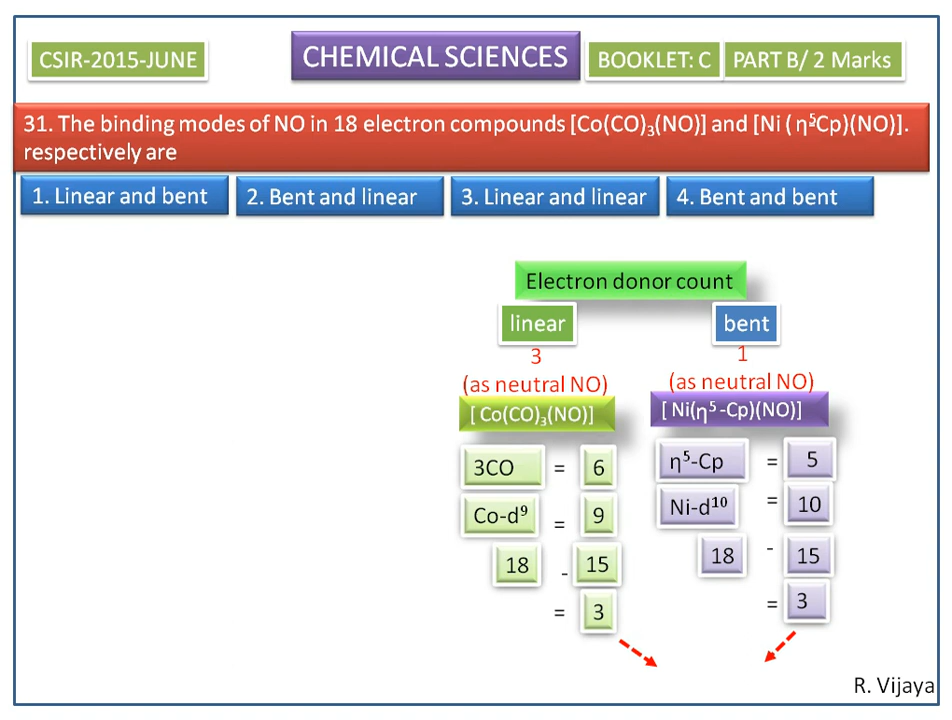 CSIR-2015-JUNE
CHEMICAL SCIENCES
BOOKLET: C
PART B/ 2 Marks
31. The binding modes of NO in 18 electron compounds [Co(CO)₃(NO)] and [Ni ( η⁵Cp)(NO)].
respectively are
1. Linear and bent
2. Bent and linear
3. Linear and linear
4. Bent and bent
Electron donor count
linear
bent
3
1
(as neutral NO)
(as neutral NO)
[ Co(CO)₃(NO)]
[ Ni(η⁵ -Cp)(NO)]
3CO = 6
η⁵-Cp = 5
Co-d⁹ = 9
Ni-d¹⁰ = 10
18 - 15
18 - 15
= 3
= 3
R. Vijaya